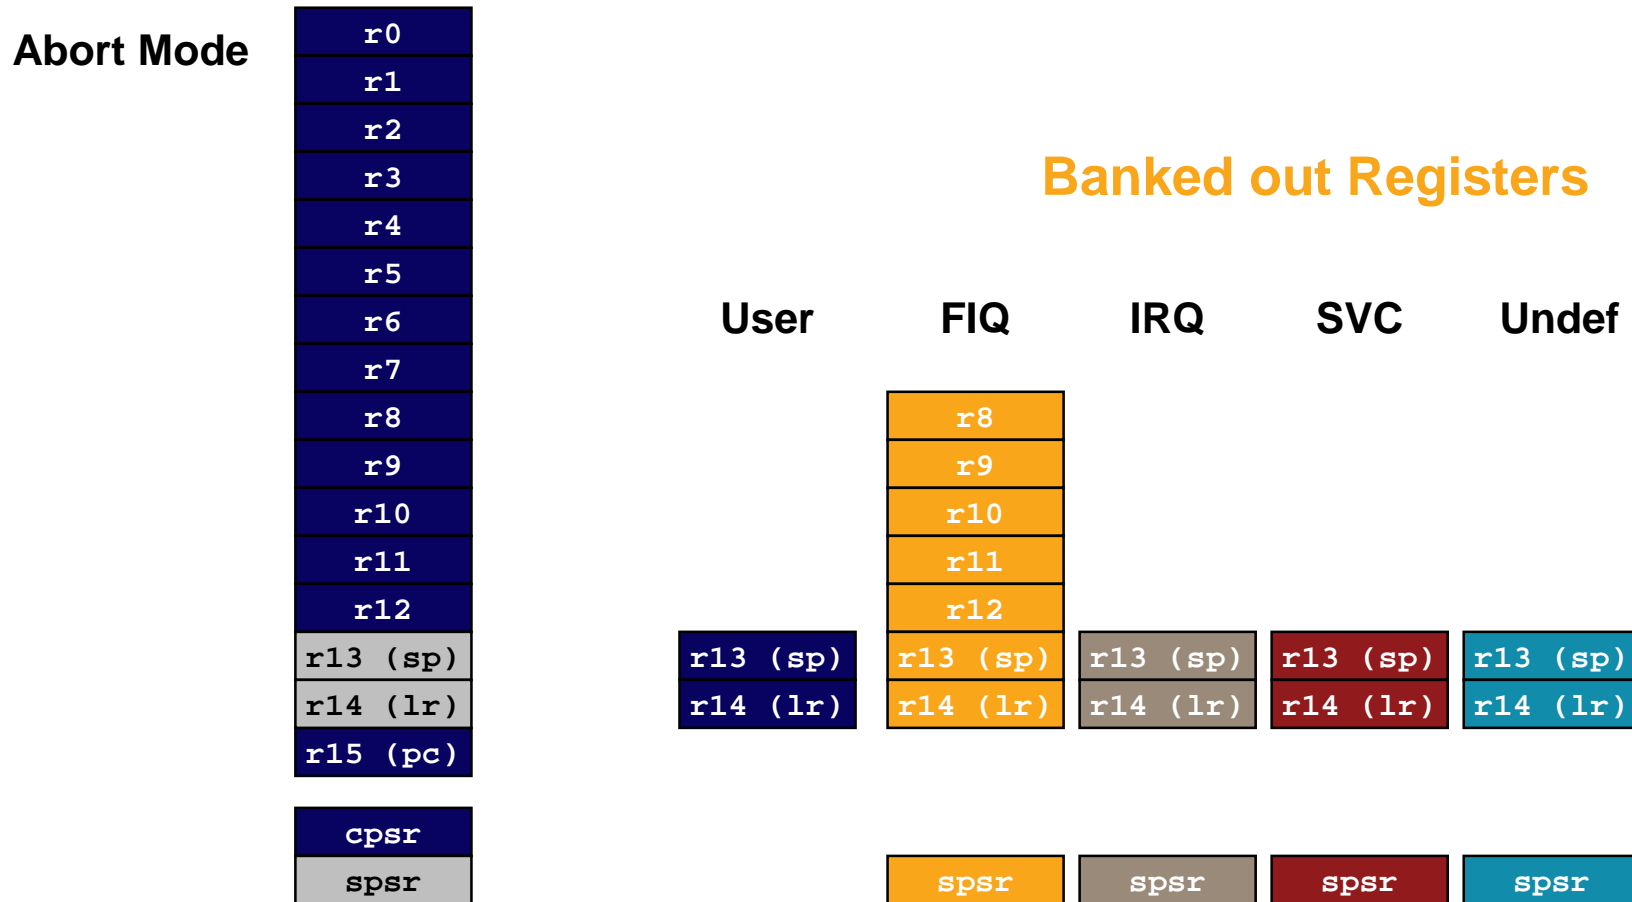 Abort Mode
r0
r1
r2
r3
r4
r5
r6
r7
r8
r9
r10
r11
r12
r13 (sp)
r14 (lr)
r15 (pc)
cpsr
spsr
Banked out Registers
User
r13 (sp)
r14 (lr)
FIQ
r8
r9
r10
r11
r12
r13 (sp)
r14 (lr)
spsr
IRQ
r13 (sp)
r14 (lr)
spsr
SVC
r13 (sp)
r14 (lr)
spsr
Undef
r13 (sp)
r14 (lr)
spsr